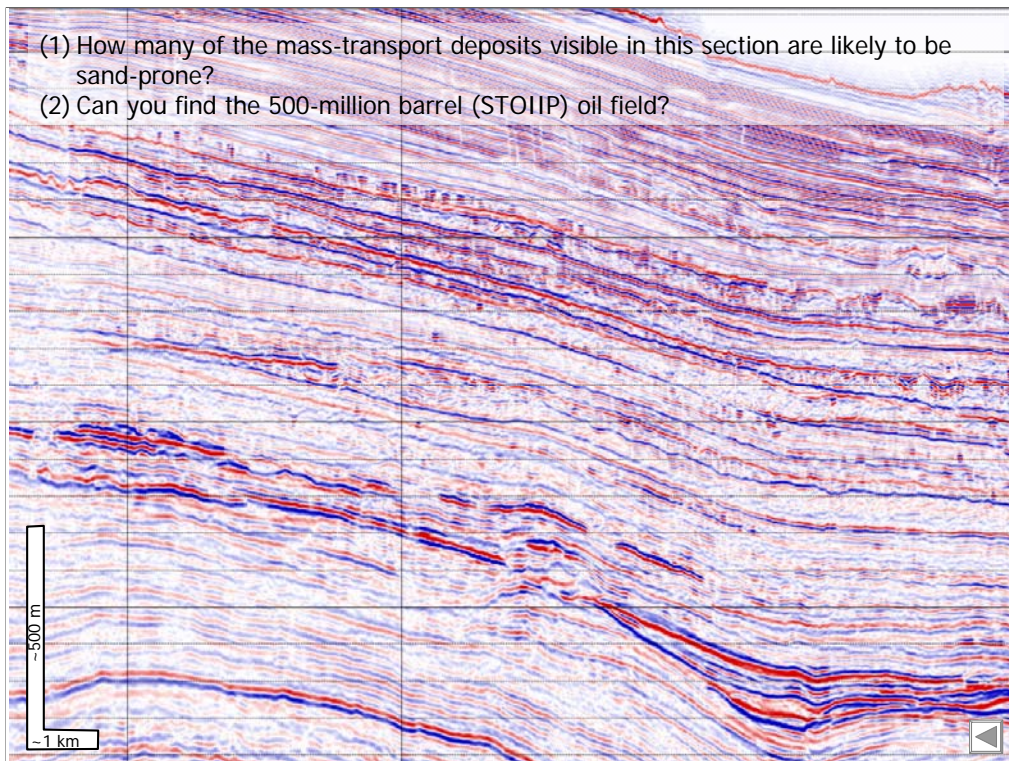 (1) How many of the mass-transport deposits visible in this section are likely to be
sand-prone?
(2) Can you find the 500-million barrel (STOIIP) oil field?
~500 m
~1 km